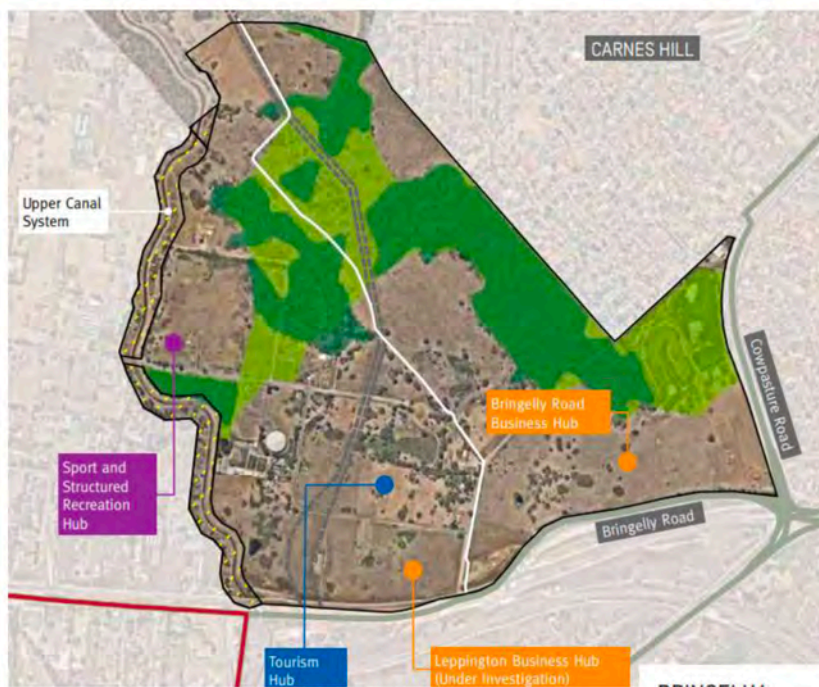 CARNES HILL
Upper Canal
System
Cowpasture Road
Bringelly Road
Business Hub
Sport and
Structured
Recreation
Hub
Bringelly Road
Tourism
Hub
Leppington Business Hub
(Under Investigation)